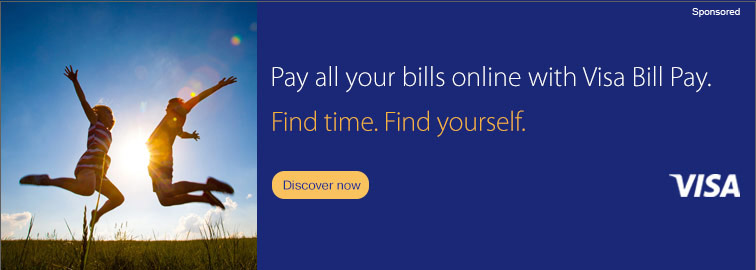 Sponsored
Pay all your bills online with Visa Bill Pay.
Find time. Find yourself.
Discover now
VISA